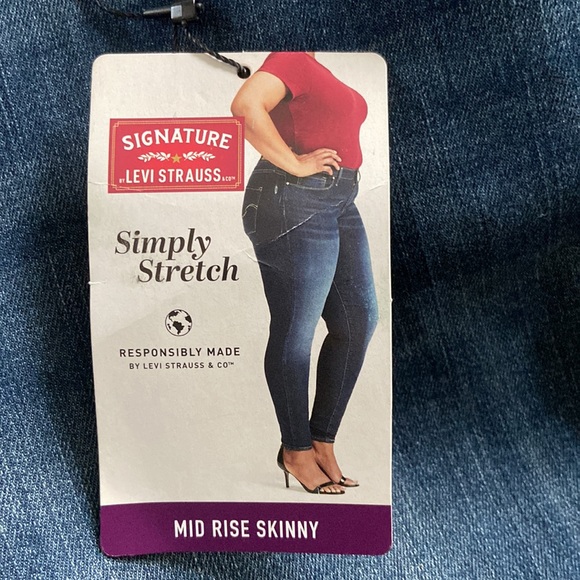 SIGNATURE
BY LEVI STRAUSS & CO™
Simply
Stretch
RESPONSIBLY MADE
BY LEVI STRAUSS & CO™
MID RISE SKINNY